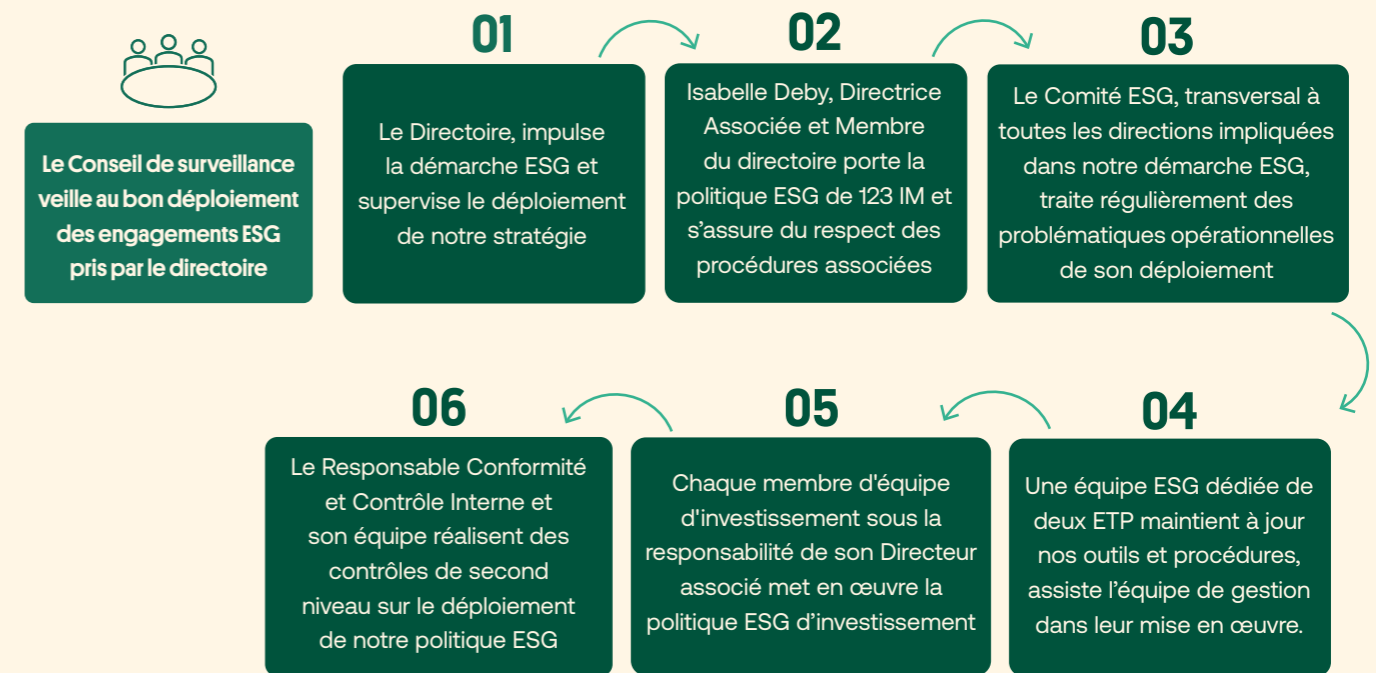 Le Conseil de surveillance
veille au bon déploiement
des engagements ESG
pris par le directoire
01
Le Directoire, impulse
la démarche ESG et
supervise le déploiement
de notre stratégie
02
Isabelle Deby, Directrice
Associée et Membre
du directoire porte la
politique ESG de 123 IM et
s’assure du respect des
procédures associées
03
Le Comité ESG, transversal à
toutes les directions impliquées
dans notre démarche ESG,
traite régulièrement des
problématiques opérationnelles
de son déploiement
04
Une équipe ESG dédiée de
deux ETP maintient à jour
nos outils et procédures,
assiste l’équipe de gestion
dans leur mise en œuvre.
05
Chaque membre d'équipe
d'investissement sous la
responsabilité de son Directeur
associé met en œuvre la
politique ESG d’investissement
06
Le Responsable Conformité
et Contrôle Interne et
son équipe réalisent des
contrôles de second
niveau sur le déploiement
de notre politique ESG